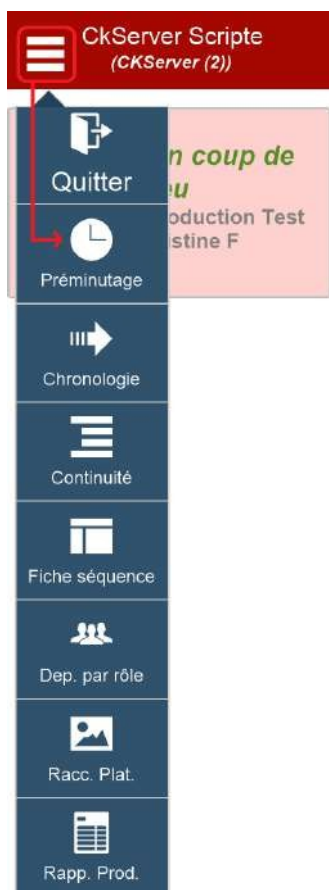 CkServer Scripte
(CKServer (2))
n coup de
Quitter
eu
oduction Test
stine F
Préminutage
Chronologie
Continuité
Fiche séquence
Dep. par rôle
Racc. Plat.
Rapp. Prod.